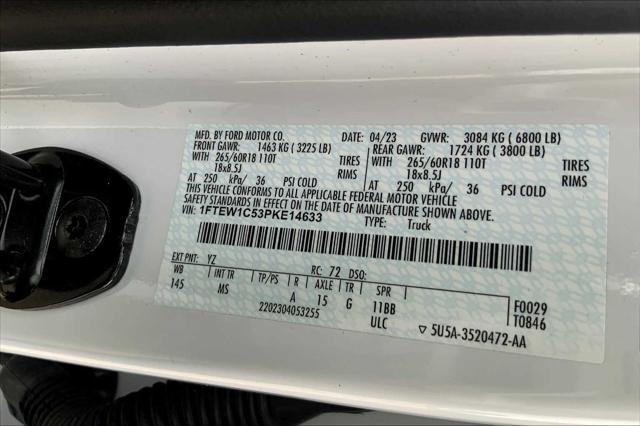 MFD. BY FORD MOTOR CO. DATE: 04/23 GVWR: 3084 KG ( 6800 LB)
FRONT GAWR: 1463 KG ( 3225 LB) REAR GAWR: 1724 KG ( 3800 LB)
WITH 265/60R18 110T TIRES WITH 265/60R18 110T TIRES
18x8.5J RIMS 18x8.5J RIMS
AT 250 kPa/ 36 PSI COLD AT 250 kPa/ 36 PSI COLD
THIS VEHICLE CONFORMS TO ALL APPLICABLE FEDERAL MOTOR VEHICLE
SAFETY STANDARDS IN EFFECT ON THE DATE OF MANUFACTURE SHOWN ABOVE.
VIN: 1FTEW1C53PKE14633 TYPE: Truck
EXT PNT: YZ RC: 72 DSO:
WB INT TR TP/PS R AXLE TR SPR
145 MS A 15 G 11BB
2202304053255 ULC
F0029
T0846
▽ 5U5A-3520472-AA